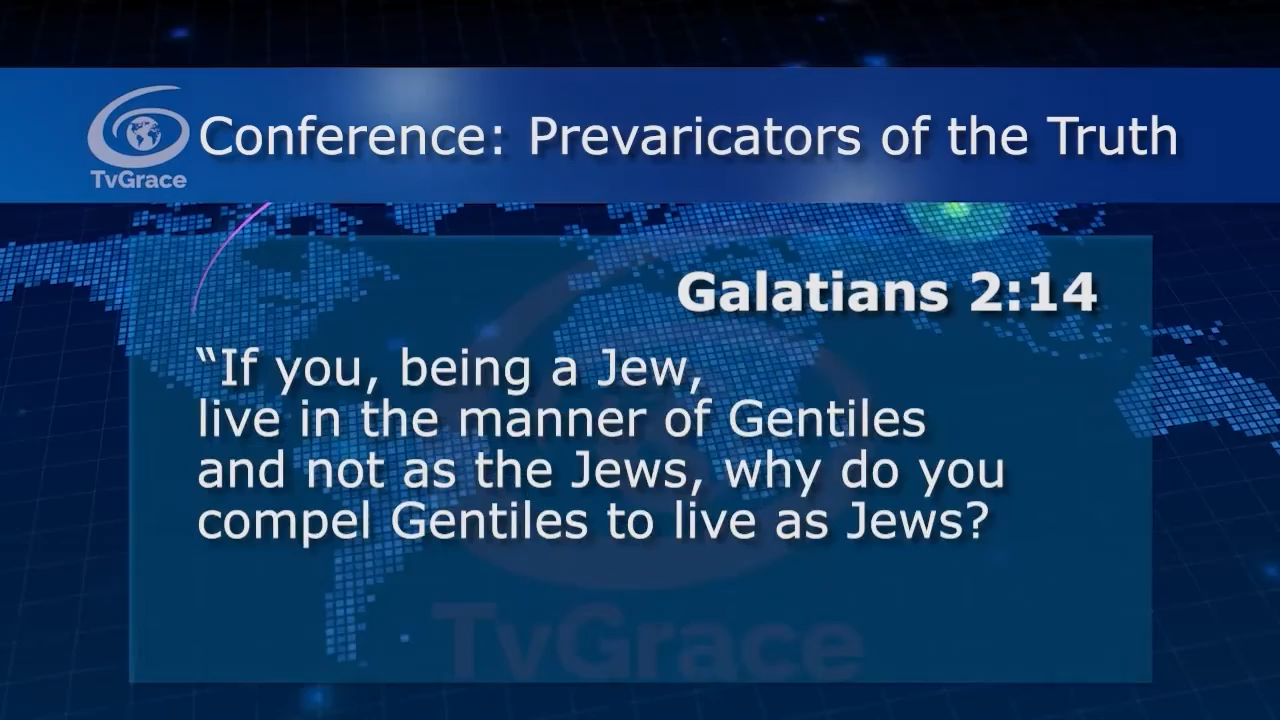 Conference: Prevaricators of the Truth
TvGrace
Galatians 2:14
“If you, being a Jew,
live in the manner of Gentiles
and not as the Jews, why do you
compel Gentiles to live as Jews?
TvGrace